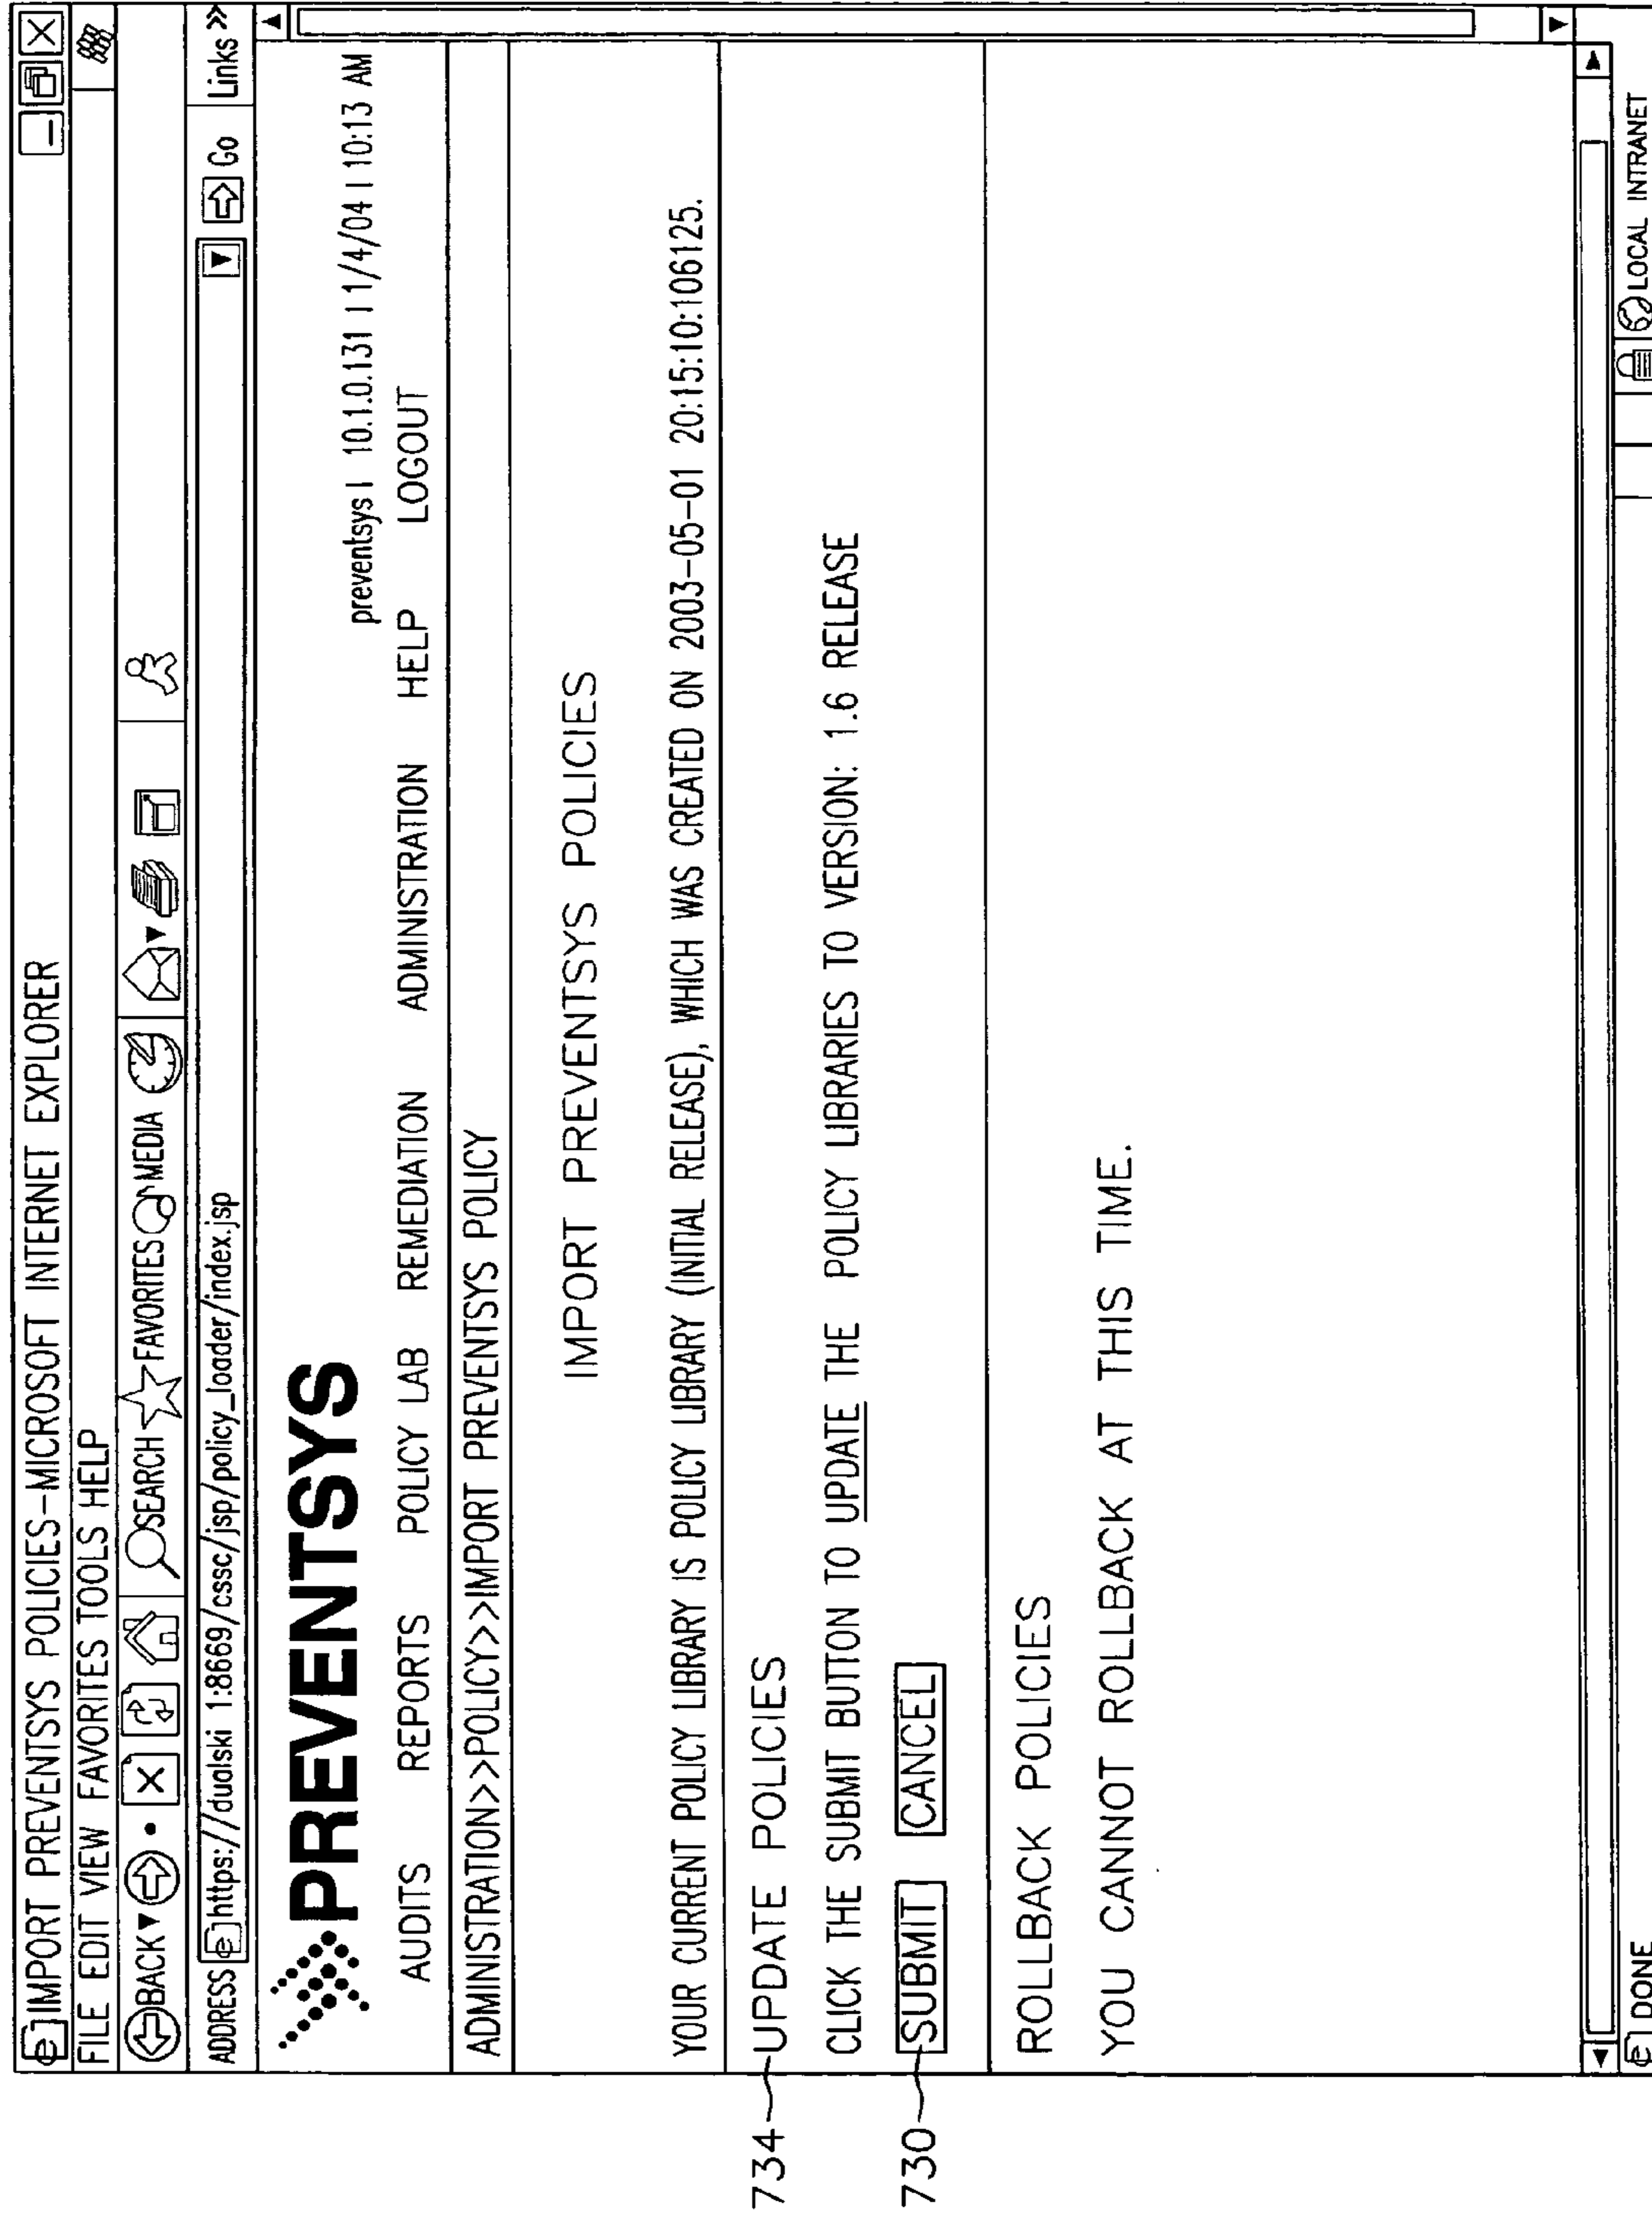 IMPORT PREVENTSYS POLICIES-MICROSOFT INTERNET EXPLORER
FILE EDIT VIEW FAVORITES TOOLS HELP
BACK SEARCH FAVORITES MEDIA
ADDRESS https://dualski 1:8669/cssc/jsp/policy_loader/index.jsp Go Links >>
PREVENTSYS
preventsys | 10.1.0.131 | 1/4/04 | 10:13 AM
AUDITS REPORTS POLICY LAB REMEDIATION ADMINISTRATION HELP LOGOUT
ADMINISTRATION>>POLICY>>IMPORT PREVENTSYS POLICY
IMPORT PREVENTSYS POLICIES
YOUR CURRENT POLICY LIBRARY IS POLICY LIBRARY (INITIAL RELEASE), WHICH WAS CREATED ON 2003-05-01 20:15:10:106125.
734 UPDATE POLICIES
CLICK THE SUBMIT BUTTON TO UPDATE THE POLICY LIBRARIES TO VERSION: 1.6 RELEASE
730 SUBMIT CANCEL
ROLLBACK POLICIES
YOU CANNOT ROLLBACK AT THIS TIME.
DONE LOCAL INTRANET